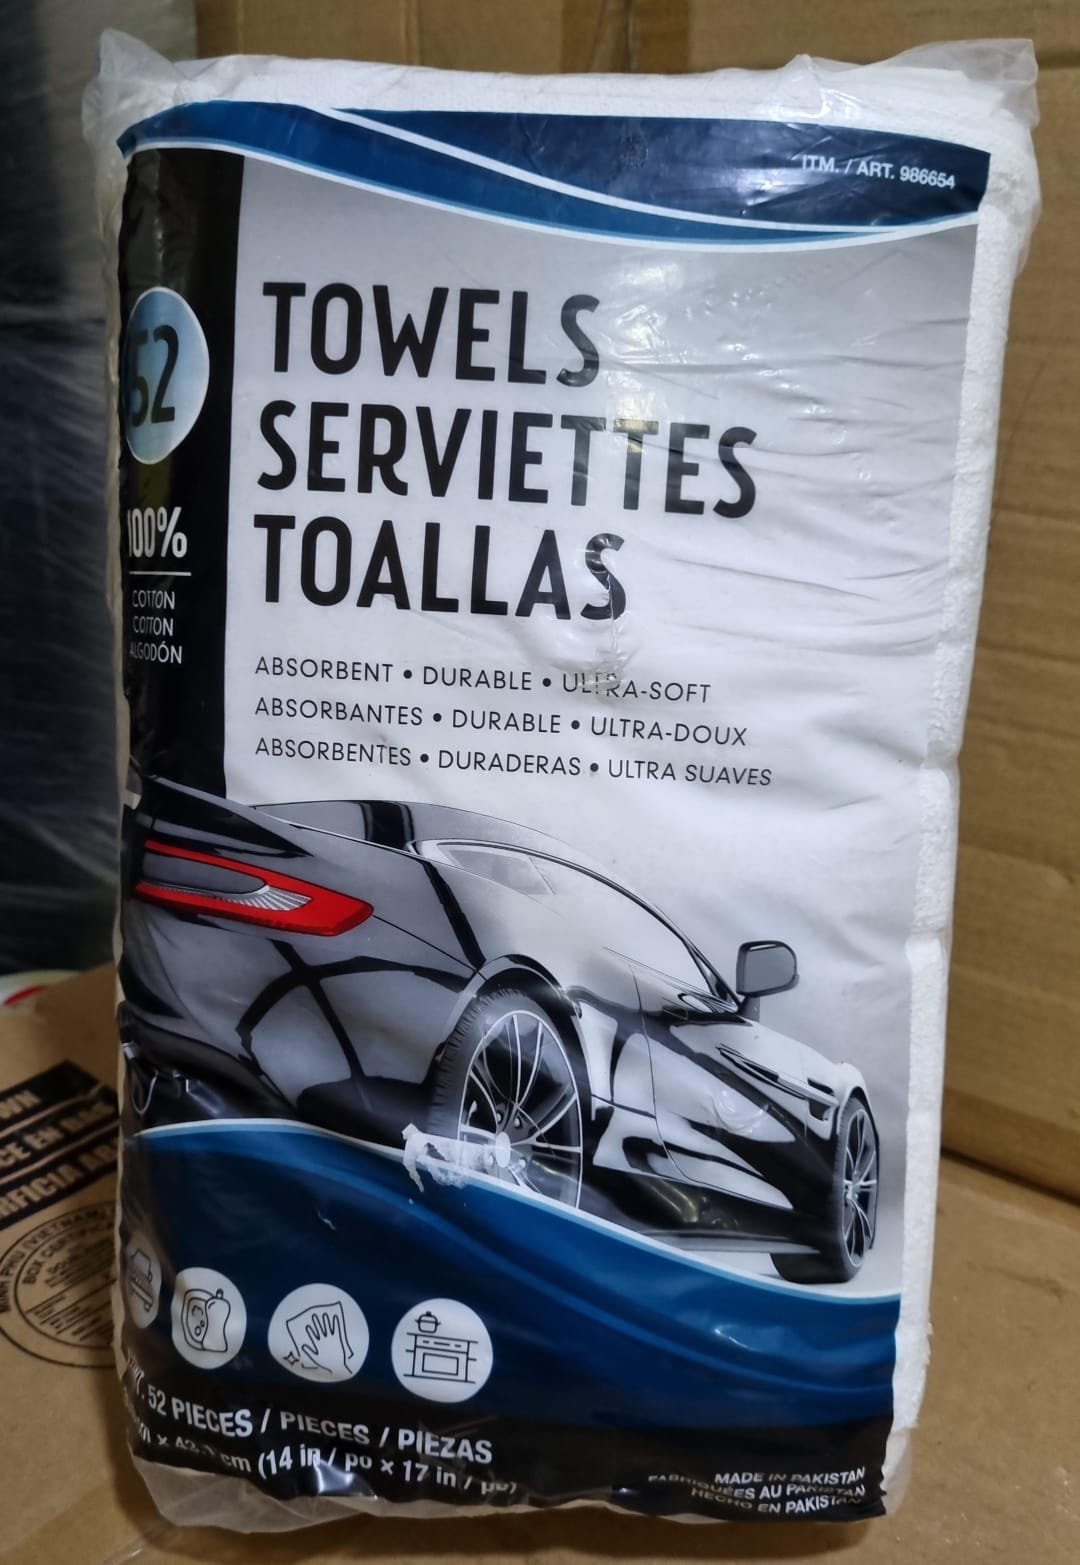 ITM. / ART. 986654
52
TOWELS
SERVIETTES
TOALLAS
100%
COTTON
COTTON
ALGODÓN
ABSORBENT • DURABLE • ULTRA-SOFT
ABSORBANTES • DURABLE • ULTRA-DOUX
ABSORBENTES • DURADERAS • ULTRA SUAVES
52 PIECES / PIECES / PIEZAS
cm (14 in / po x 17 in / po)
MADE IN PAKISTAN
FABRIQUÉES AU PAKISTAN
HECHO EN PAKISTAN